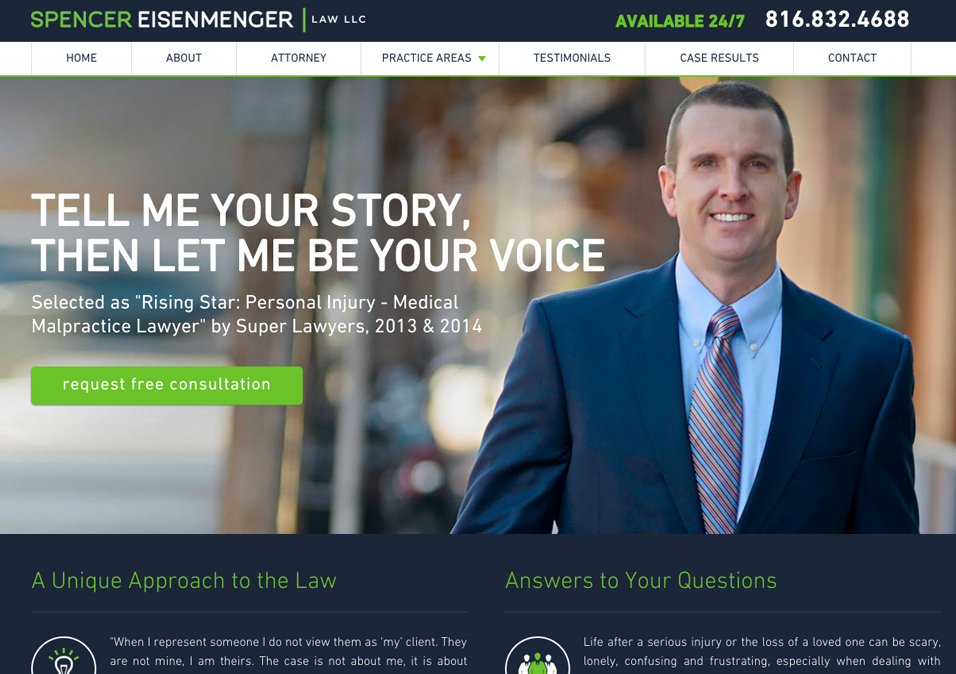 SPENCER EISENMENGER | LAW LLC
AVAILABLE 24/7 816.832.4688
HOME ABOUT ATTORNEY PRACTICE AREAS TESTIMONIALS CASE RESULTS CONTACT
TELL ME YOUR STORY,
THEN LET ME BE YOUR VOICE
Selected as "Rising Star: Personal Injury - Medical
Malpractice Lawyer" by Super Lawyers, 2013 & 2014
request free consultation
A Unique Approach to the Law
"When I represent someone I do not view them as 'my' client. They
are not mine, I am theirs. The case is not about me, it is about
Answers to Your Questions
Life after a serious injury or the loss of a loved one can be scary,
lonely, confusing and frustrating, especially when dealing with